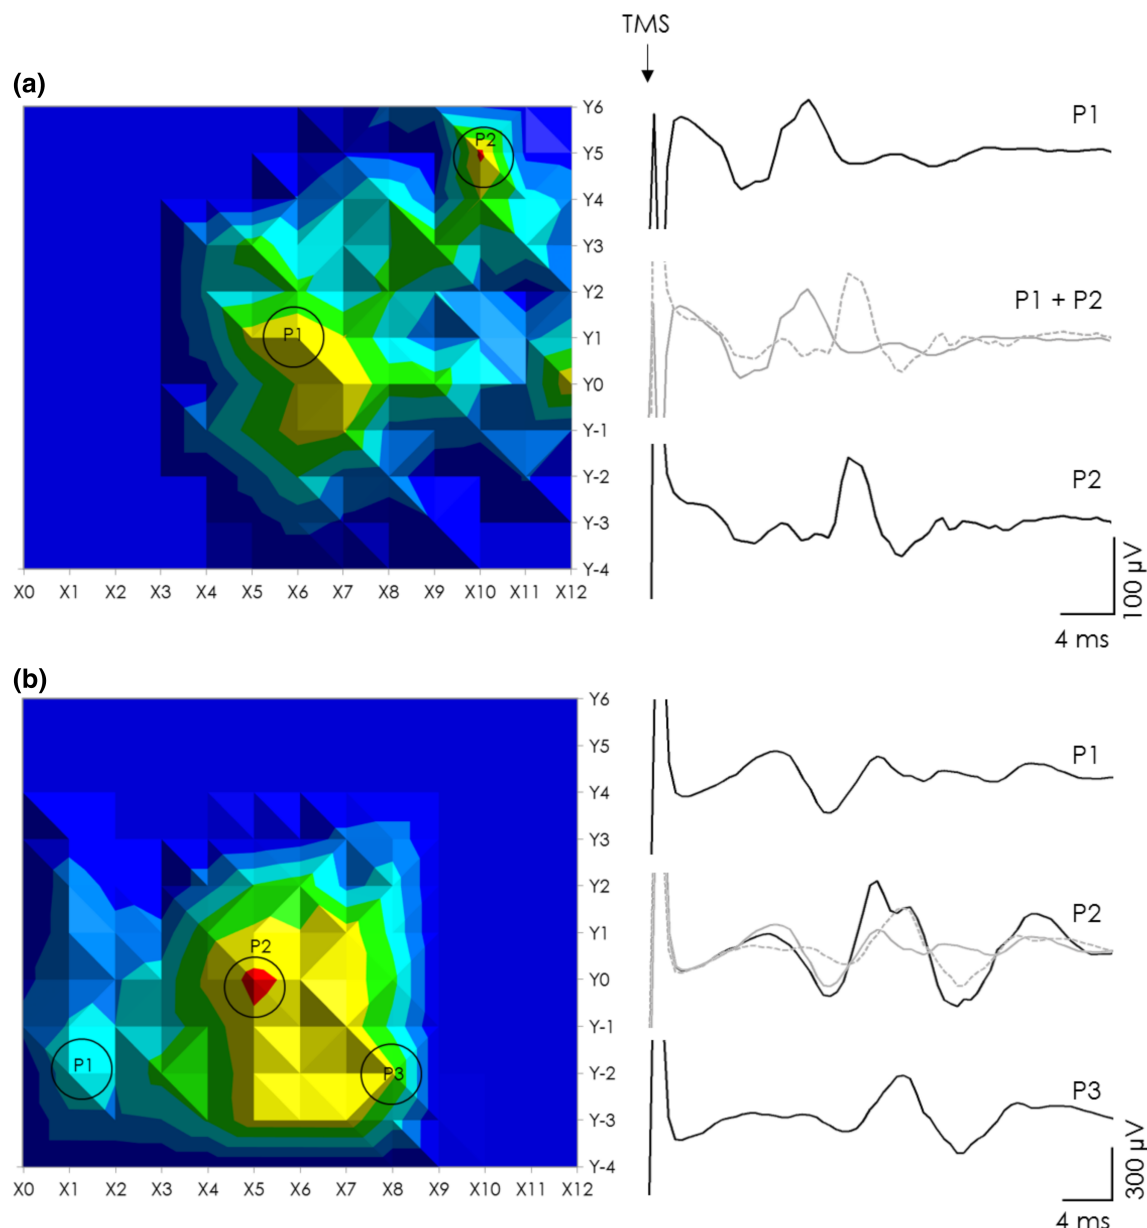 TMS
(a)
P2
P1
Y6
Y5
Y4
Y3
Y2
Y1
Y0
Y-1
Y-2
Y-3
Y-4
X0 X1 X2 X3 X4 X5 X6 X7 X8 X9 X10 X11 X12
P1
P1 + P2
P2
100 µV
4 ms
(b)
P2
P1
P3
Y6
Y5
Y4
Y3
Y2
Y1
Y0
Y-1
Y-2
Y-3
Y-4
X0 X1 X2 X3 X4 X5 X6 X7 X8 X9 X10 X11 X12
P1
P2
P3
300 µV
4 ms